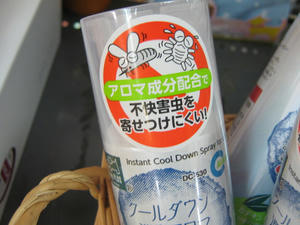 アロマ成分配合で
不快害虫を
寄せつけにくい!
Instant Cool Down Spray
DC-530
クールダウン